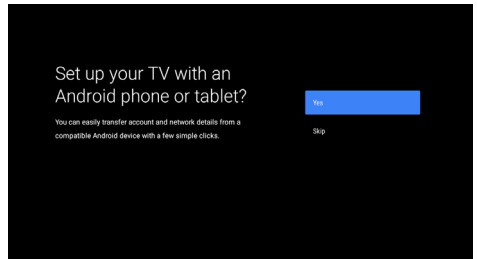 Set up your TV with an
Android phone or tablet?
You can easily transfer account and network details from a
compatible Android device with a few simple clicks.
Yes
Skip